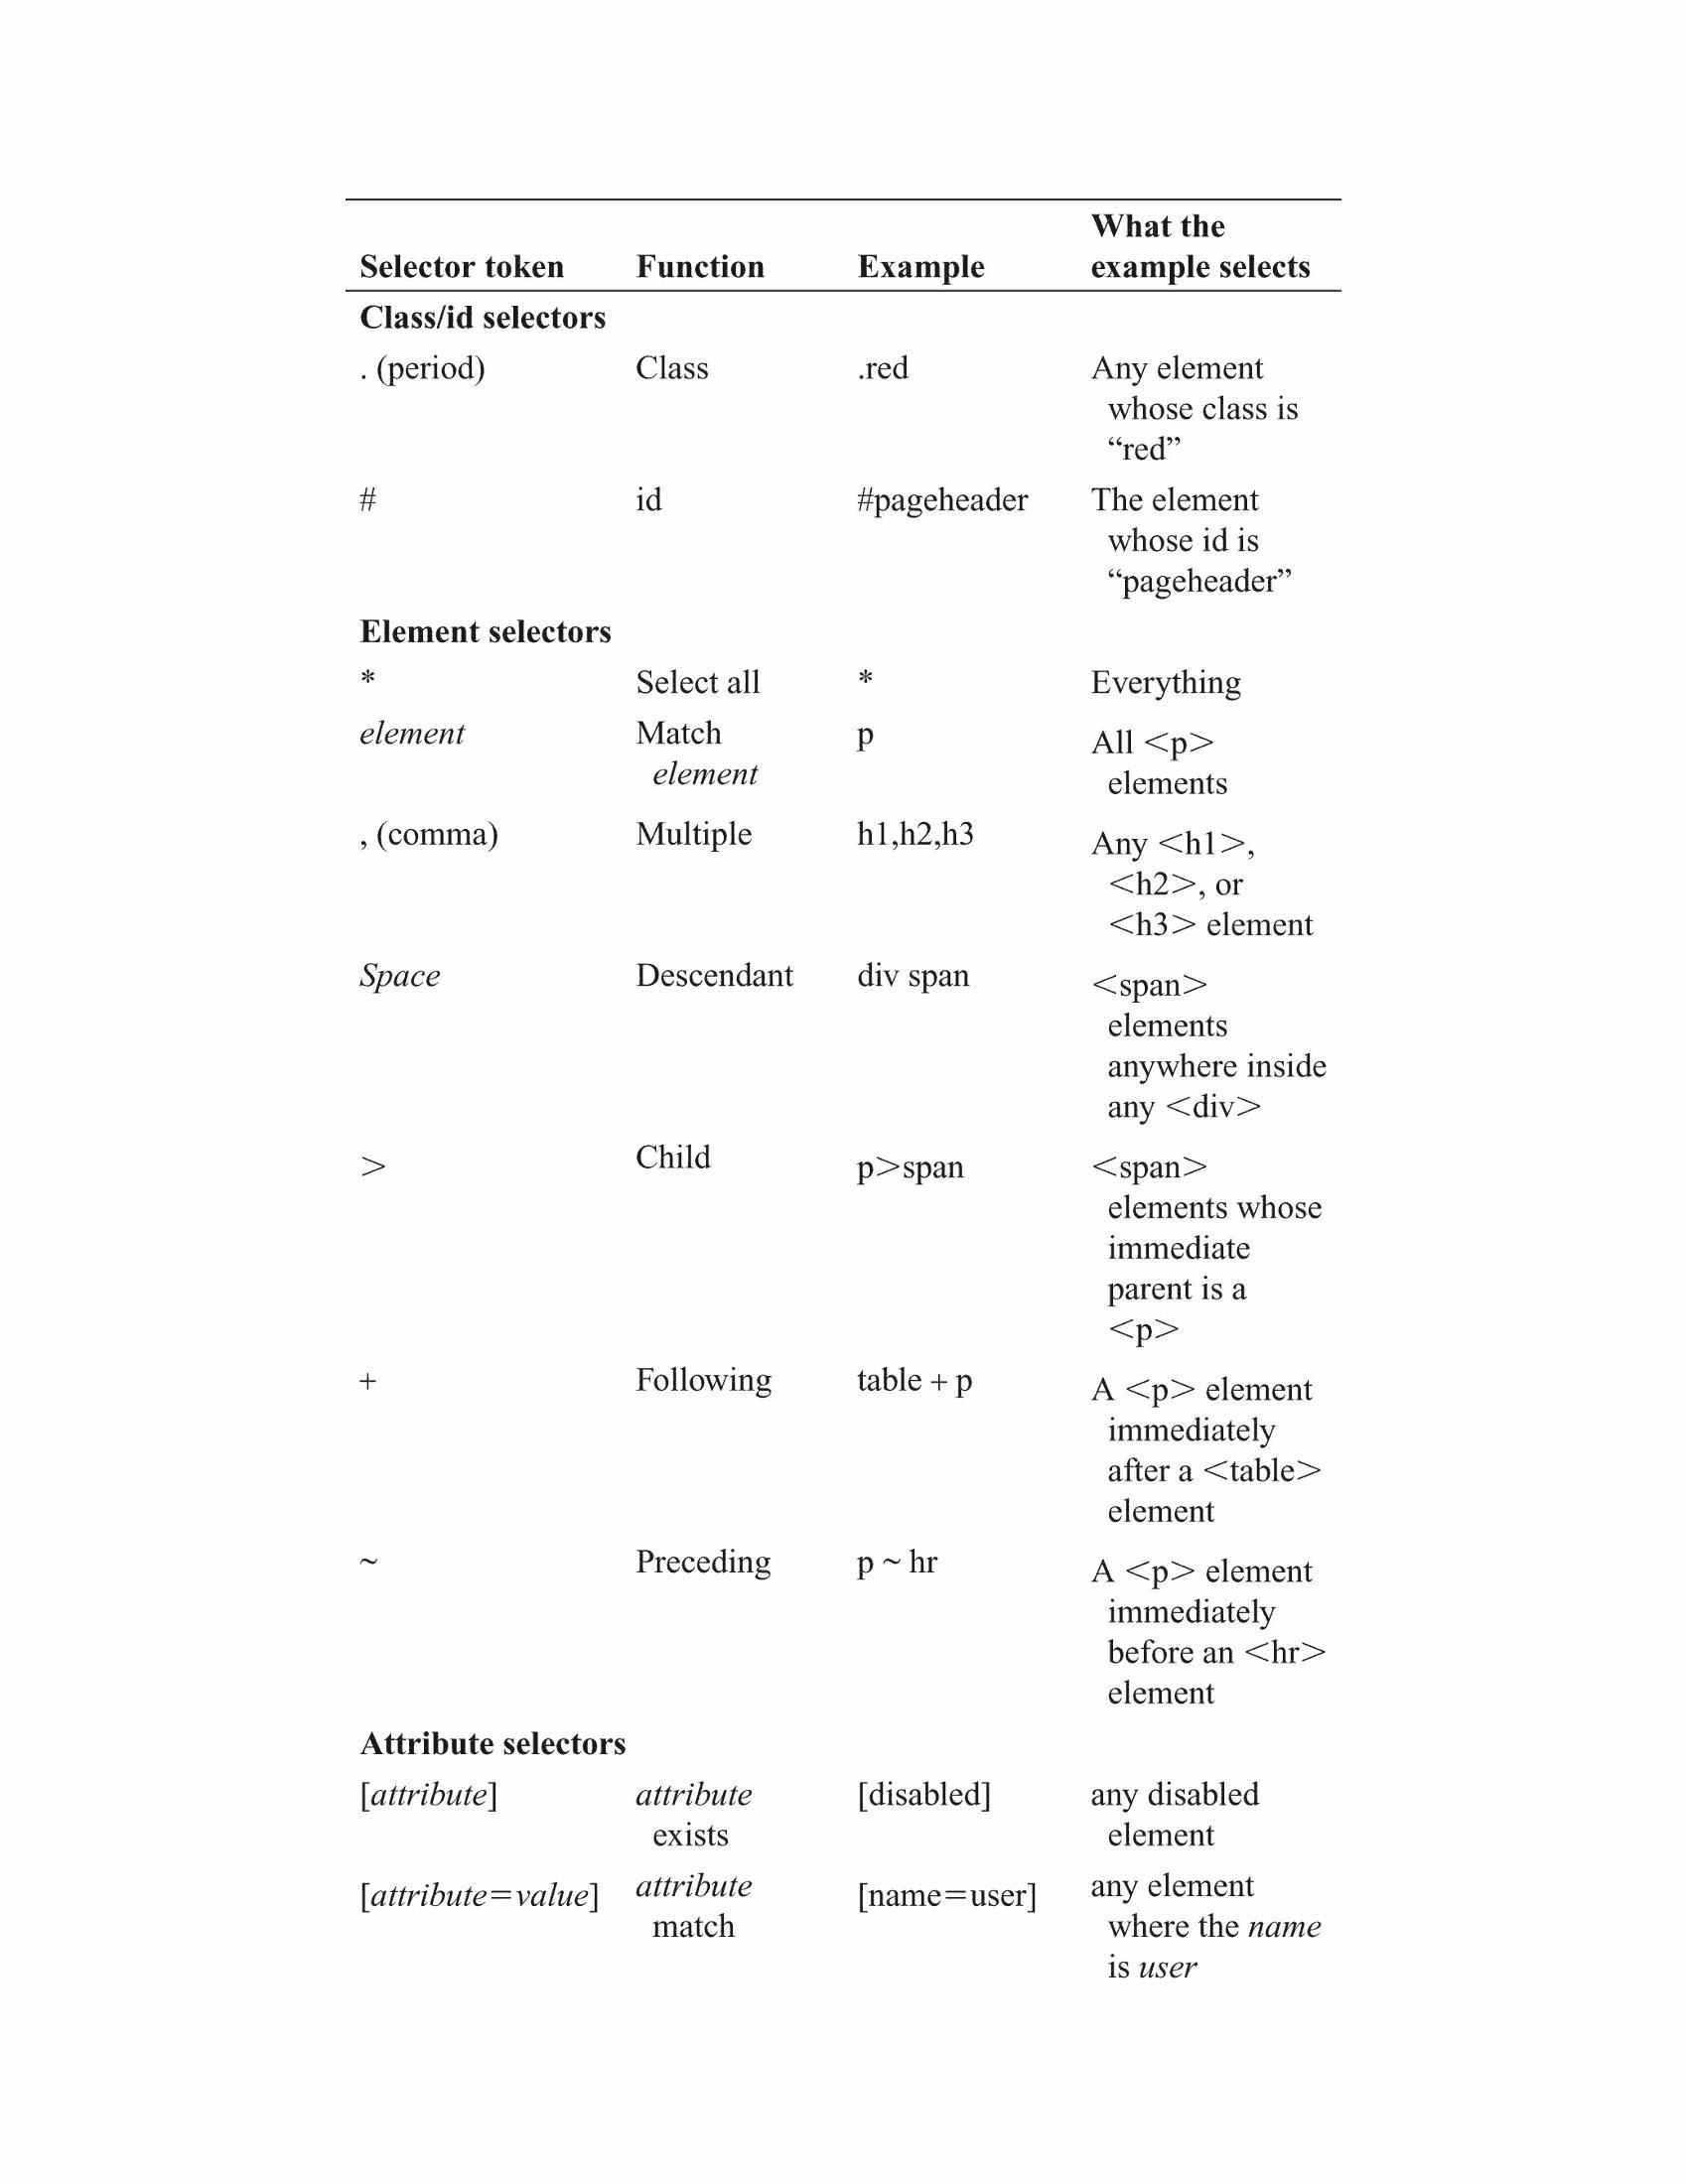 What the
Selector token Function Example example selects
Class/id selectors
. (period) Class .red Any element
whose class is
“red”
# id #pageheader The element
whose id is
“pageheader”
Element selectors
* Select all * Everything
element Match p All <p>
element elements
, (comma) Multiple h1,h2,h3 Any <h1>,
<h2>, or
<h3> element
Space Descendant div span <span>
elements
anywhere inside
any <div>
> Child p>span <span>
elements whose
immediate
parent is a
<p>
+ Following table + p A <p> element
immediately
after a <table>
element
~ Preceding p ~ hr A <p> element
immediately
before an <hr>
element
Attribute selectors
[attribute] attribute [disabled] any disabled
exists element
[attribute=value] attribute [name=user] any element
match where the name
is user